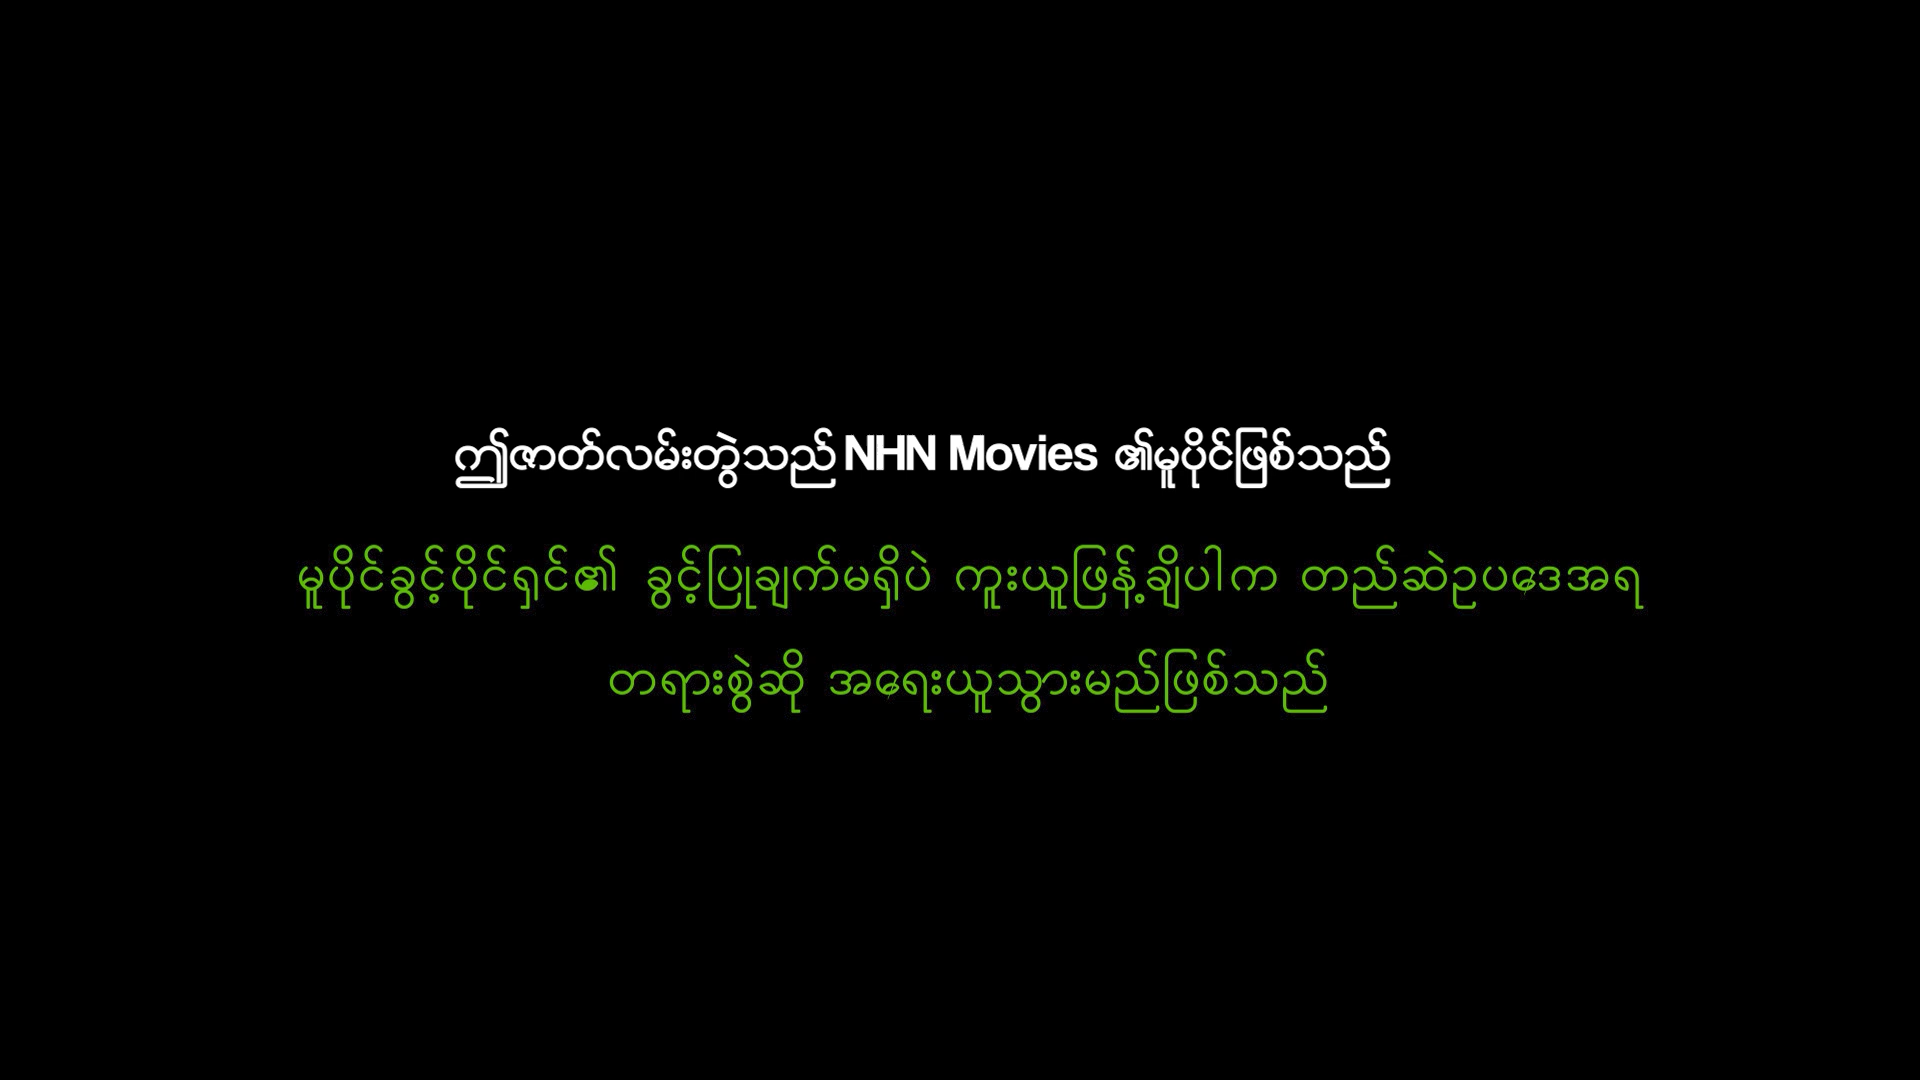 ဤဇာတ်လမ်းတွဲသည် NHN Movies ၏မူပိုင်ဖြစ်သည်
မူပိုင်ခွင့်ပိုင်ရှင်၏ ခွင့်ပြုချက်မရှိပဲ ကူးယူဖြန့်ချိပါက တည်ဆဲဥပဒေအရ
တရားစွဲဆို အရေးယူသွားမည်ဖြစ်သည်